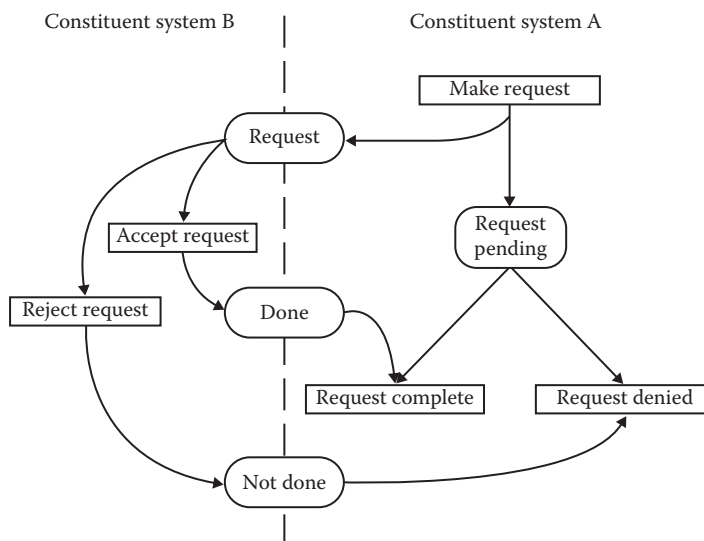 Constituent system B
Constituent system A
Make request
Request
Request
pending
Accept request
Reject request
Done
Request complete
Request denied
Not done